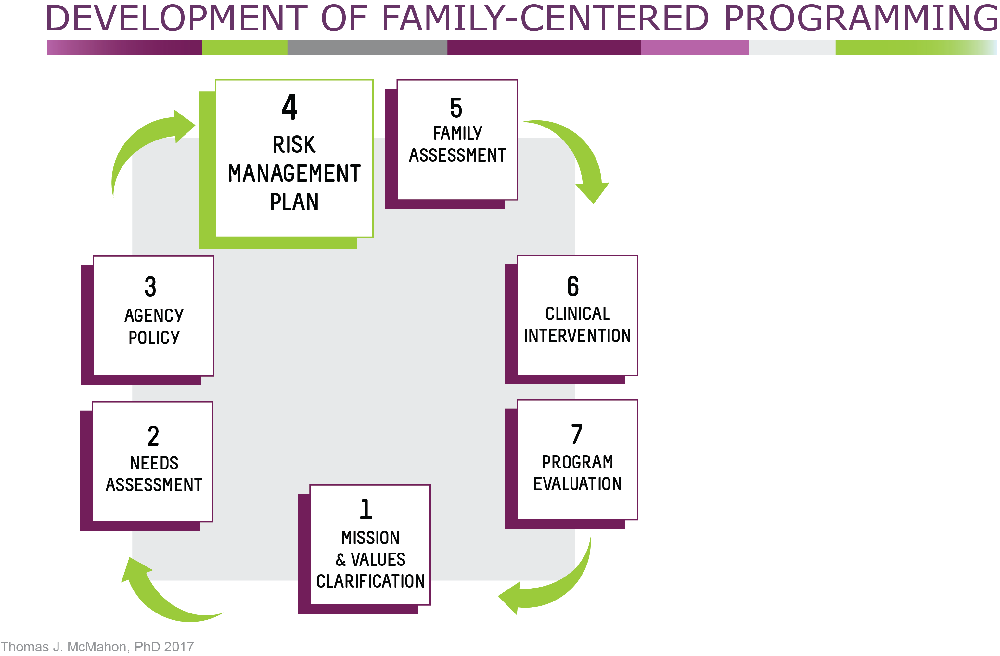 DEVELOPMENT OF FAMILY-CENTERED PROGRAMMING
4
RISK
MANAGEMENT
PLAN
5
FAMILY
ASSESSMENT
3
AGENCY
POLICY
6
CLINICAL
INTERVENTION
2
NEEDS
ASSESSMENT
7
PROGRAM
EVALUATION
1
MISSION
& VALUES
CLARIFICATION
Thomas J. McMahon, PhD 2017